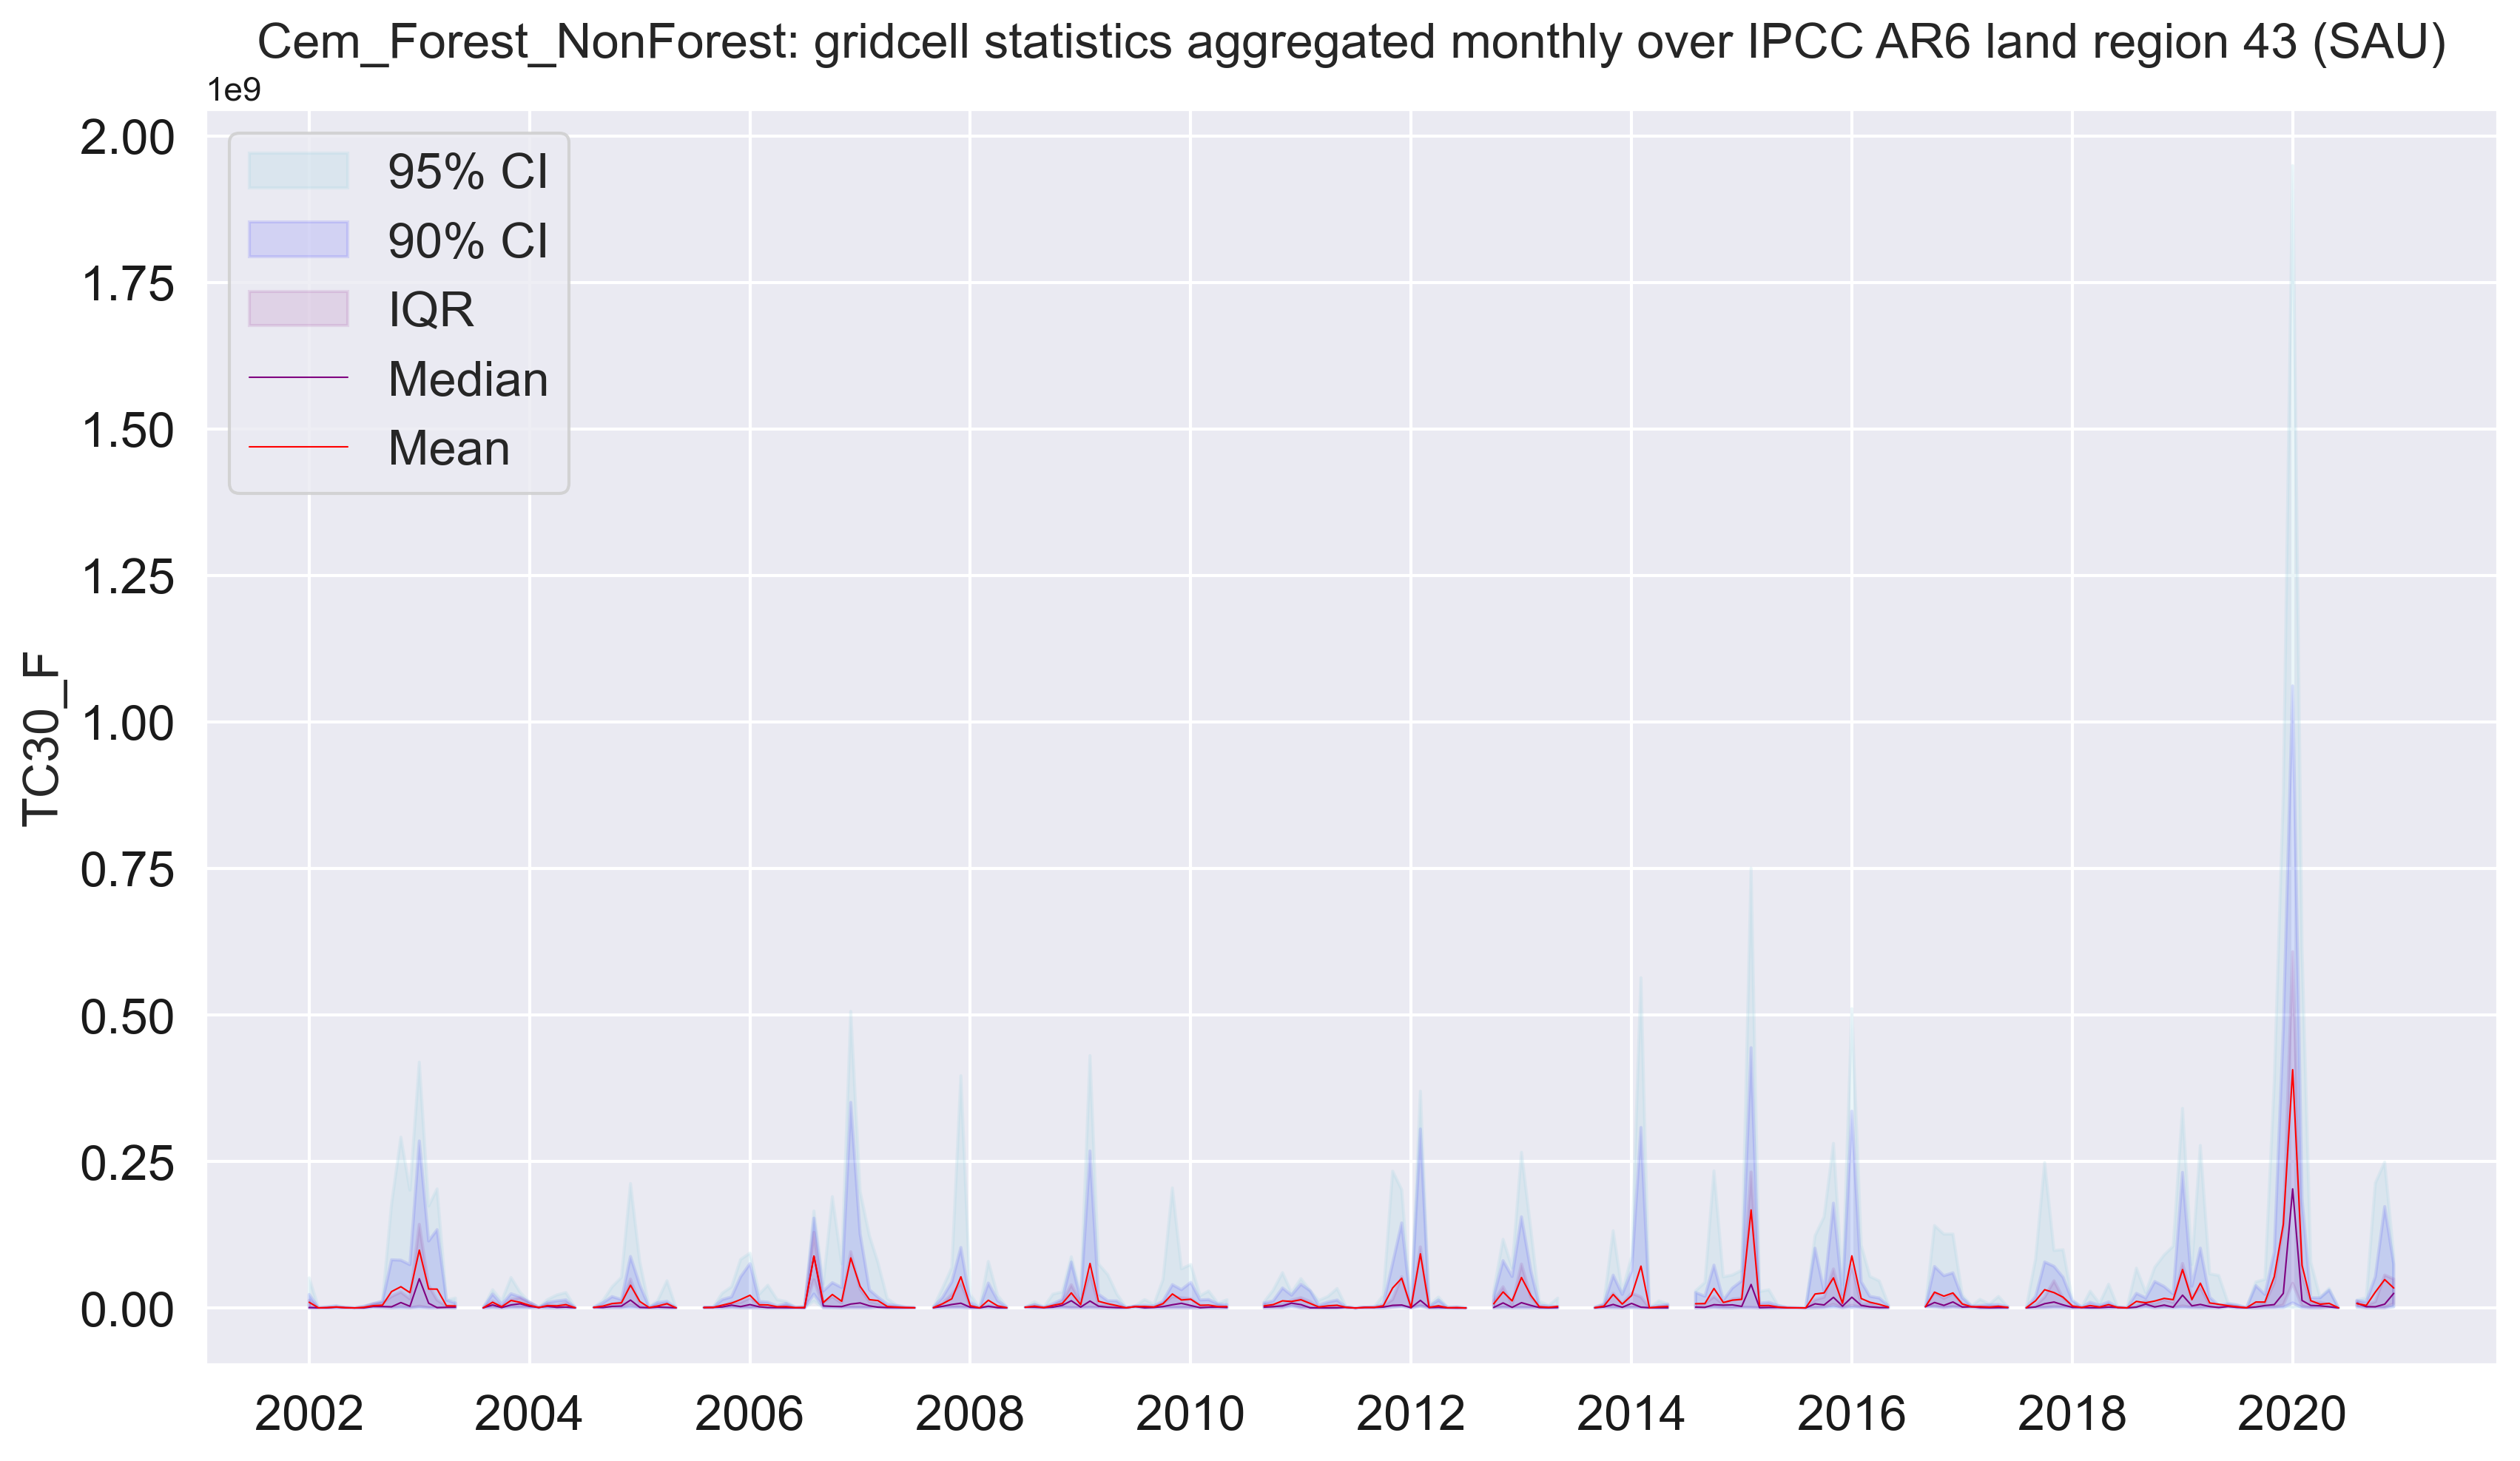 Cem_Forest_NonForest: gridcell statistics aggregated monthly over IPCC AR6 land region 43 (SAU)
1e9
2.00
1.75
1.50
1.25
1.00
0.75
0.50
0.25
0.00
TC30_F
95% CI
90% CI
IQR
Median
Mean
2002 2004 2006 2008 2010 2012 2014 2016 2018 2020